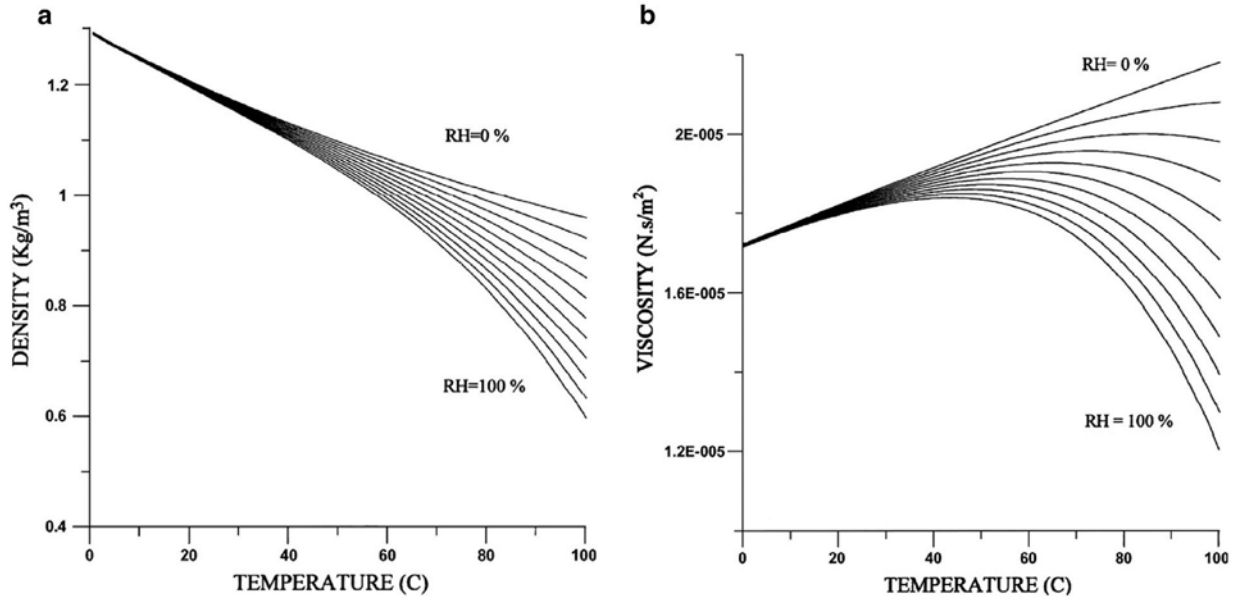 a
DENSITY (Kg/m³)
1.2
1
0.8
0.6
0.4
RH=0 %
RH=100 %
0 20 40 60 80 100
TEMPERATURE (C)
b
VISCOSITY (N.s/m²)
2E-005
1.6E-005
1.2E-005
RH= 0 %
RH = 100 %
0 20 40 60 80 100
TEMPERATURE (C)